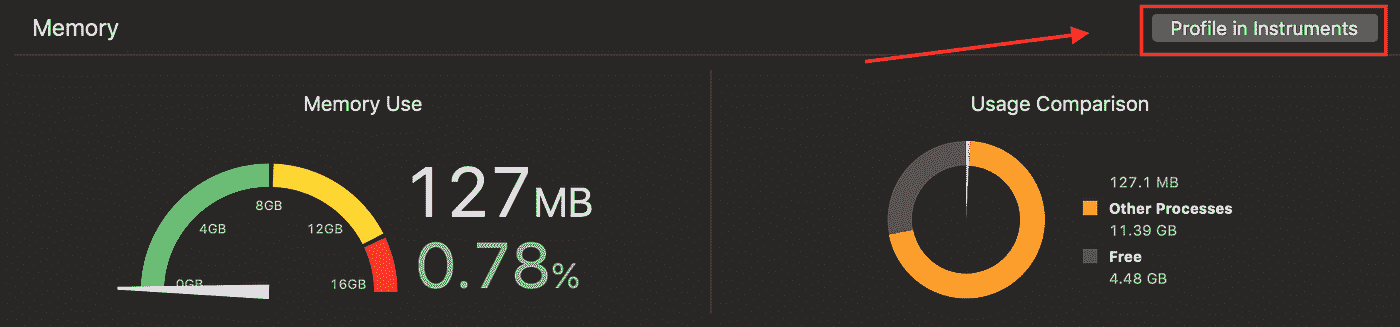 Memory
Profile in Instruments
Memory Use
127MB
0.78%
0GB
4GB
8GB
12GB
16GB
Usage Comparison
127.1 MB
Other Processes
11.39 GB
Free
4.48 GB